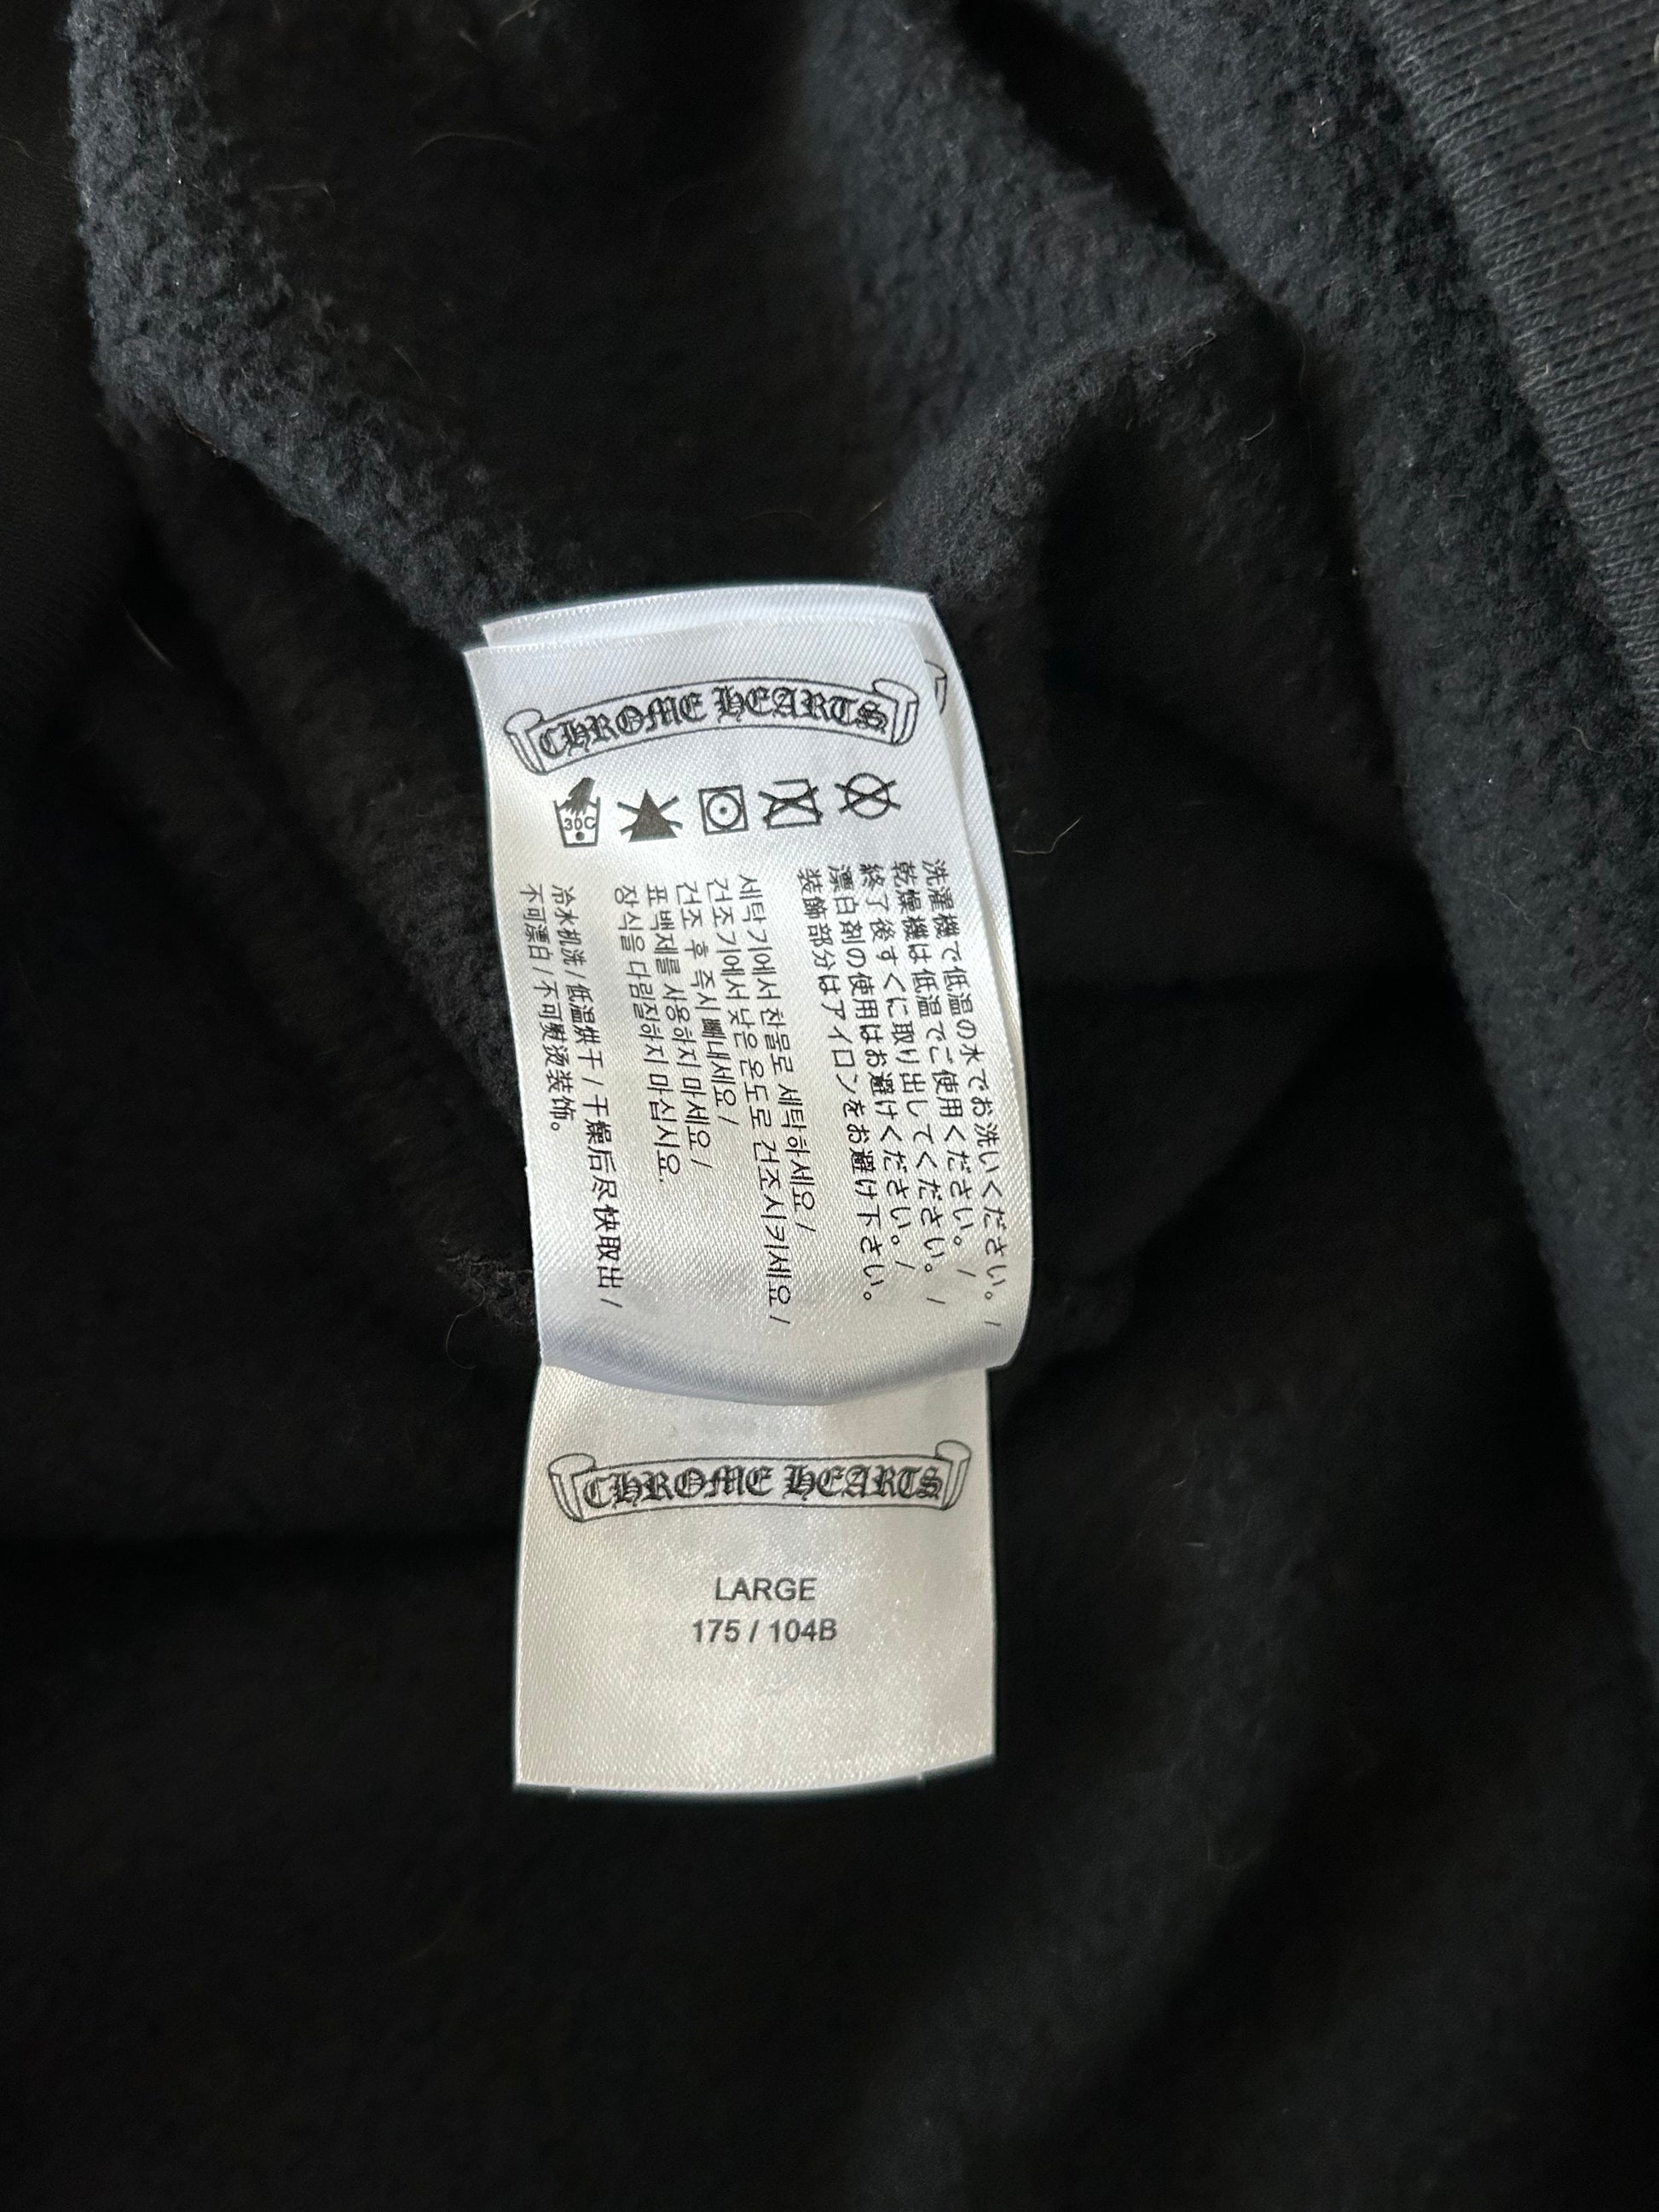 CHROME HEARTS
30C
洗濯機で低温の水でお洗いください。 /
乾燥機は低温でご使用ください。 /
終了後すぐに取り出してください。 /
漂白剤の使用はお避けください。 /
装飾部分はアイロンをお避け下さい。
세탁기에서 찬물로 세탁하세요 /
건조기에서 낮은 온도로 건조시키세요 /
건조 후 즉시 빼내세요 /
표백제를 사용하지 마세요 /
장식을 다림질하지 마십시요.
冷水机洗 / 低温烘干 / 干燥后尽快取出 /
不可漂白 / 不可熨烫装饰。
CHROME HEARTS
LARGE
175 / 104B